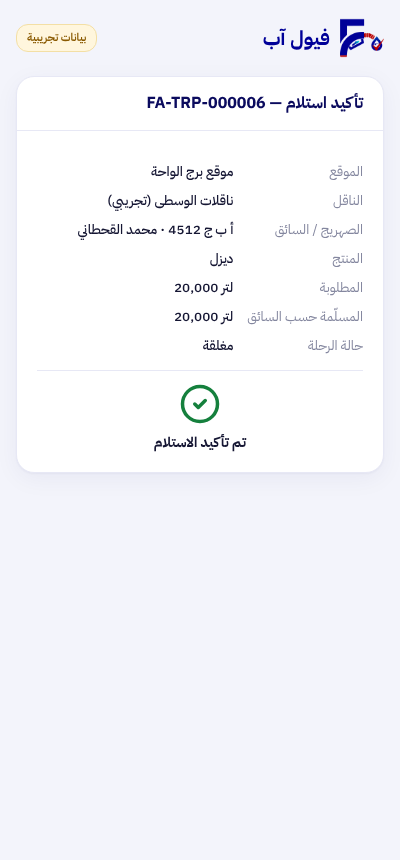 فيول آب
بيانات تجريبية
تأكيد استلام — FA-TRP-000006
الموقع موقع برج الواحة
الناقل ناقلات الوسطى (تجريبي)
الصهريج / السائق أ ب ج 4512 · محمد القحطاني
المنتج ديزل
المطلوبة 20,000 لتر
المسلّمة حسب السائق 20,000 لتر
حالة الرحلة مغلقة
تم تأكيد الاستلام